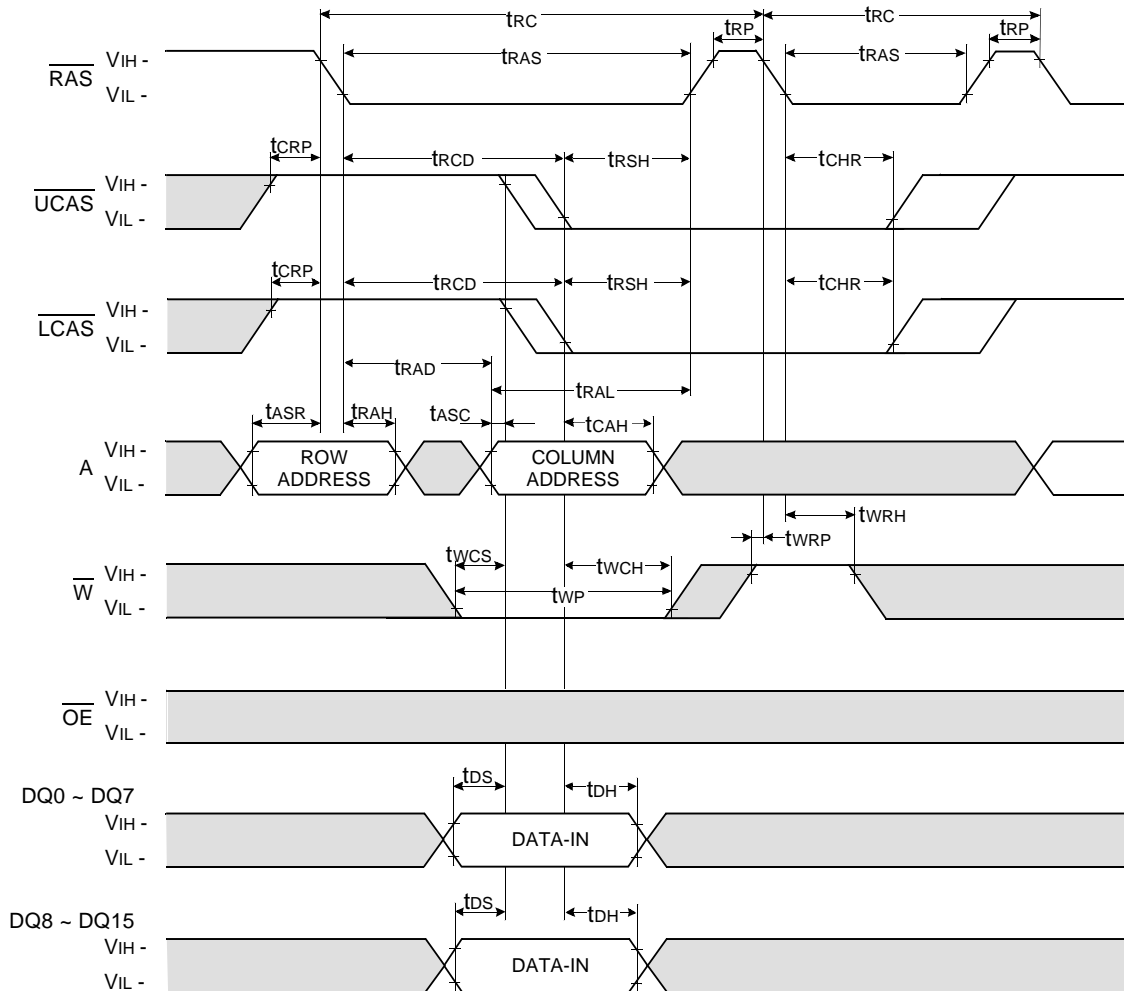 tRC tRC
tRP tRP
RAS VIH - tRAS tRAS
VIL -
tCRP tRCD tRSH tCHR
UCAS VIH -
VIL -
tCRP tRCD tRSH tCHR
LCAS VIH -
VIL -
tRAD
tRAL
tASR tRAH tASC tCAH
A VIH - ROW ADDRESS COLUMN ADDRESS
VIL -
tWRH
tWRP
tWCS tWCH
W VIH - tWP
VIL -
OE VIH -
VIL -
tDS tDH
DQ0 ~ DQ7
VIH - DATA-IN
VIL -
tDS tDH
DQ8 ~ DQ15
VIH - DATA-IN
VIL -